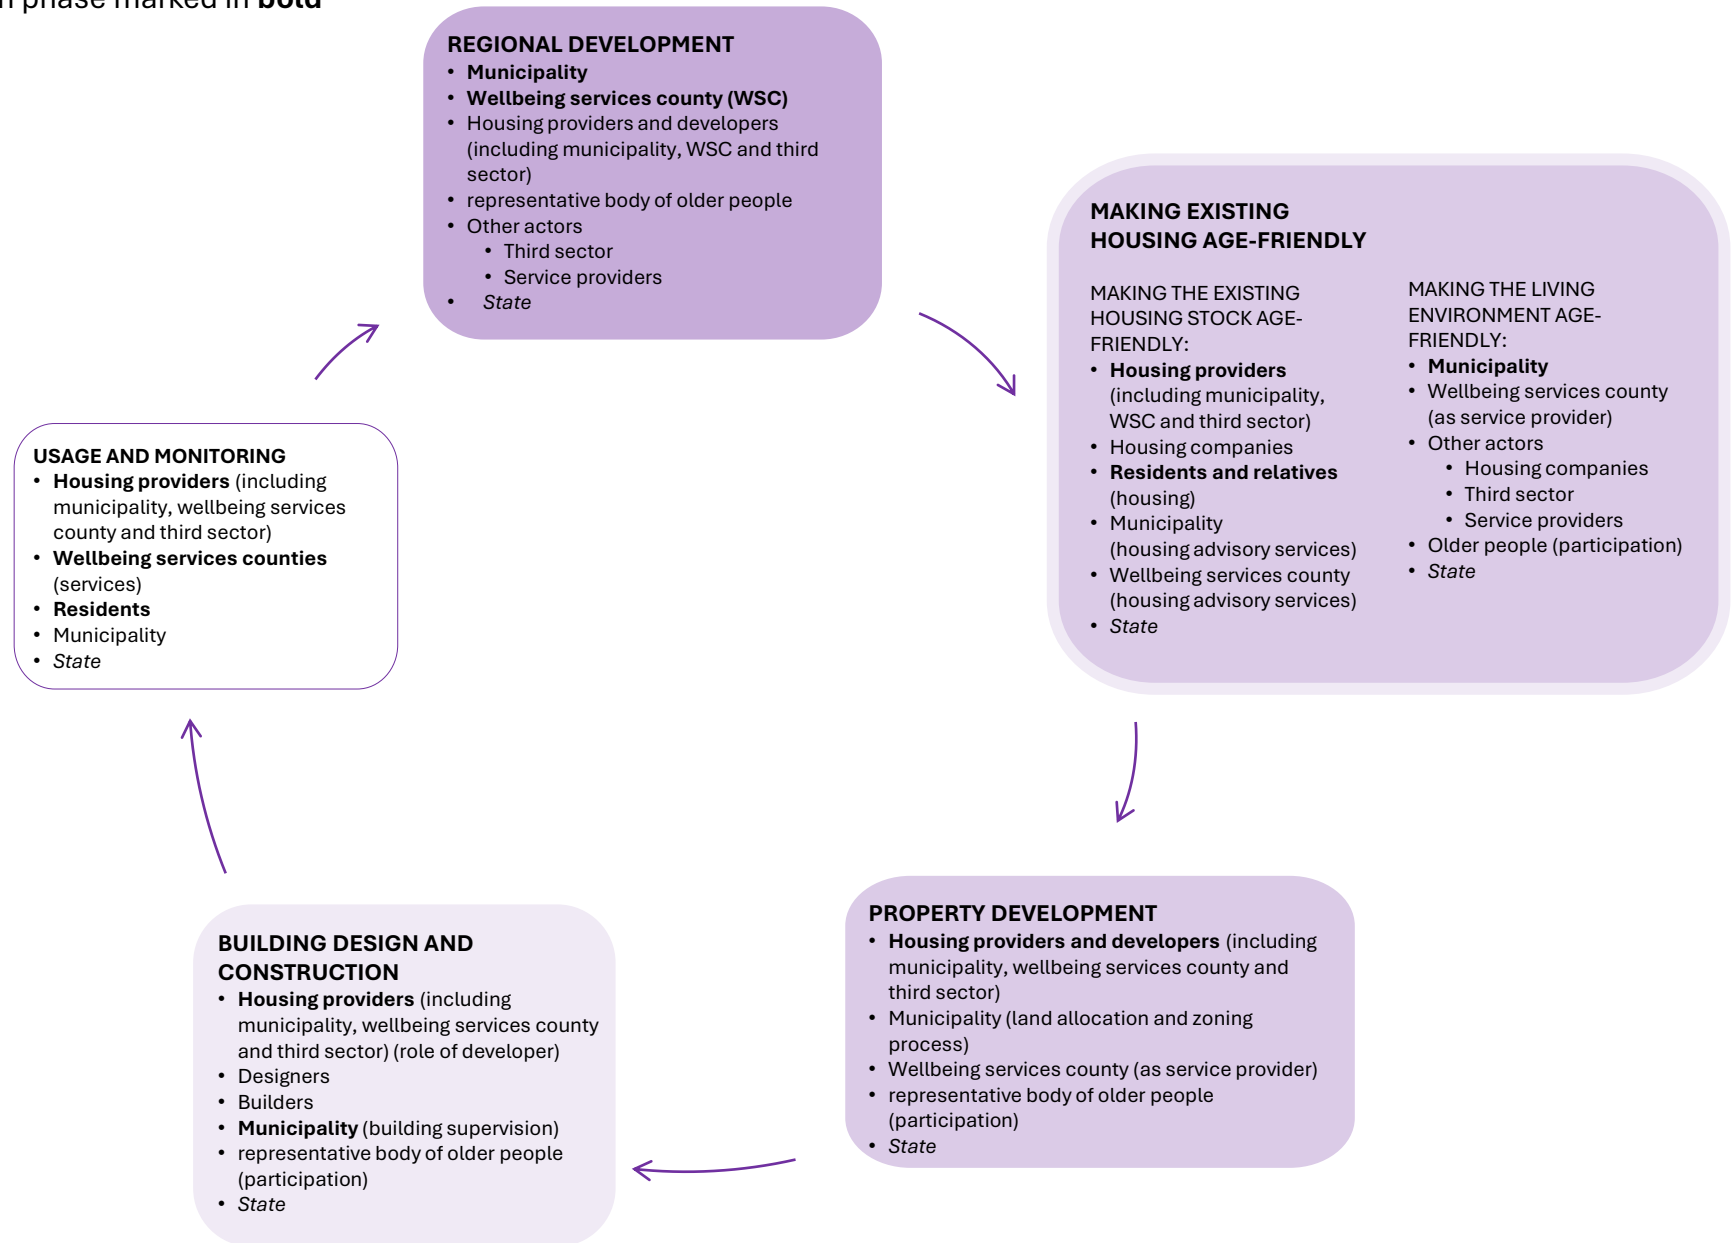 phase marked in bold
REGIONAL DEVELOPMENT
• Municipality
• Wellbeing services county (WSC)
• Housing providers and developers
(including municipality, WSC and third
sector)
• representative body of older people
• Other actors
• Third sector
• Service providers
• State
MAKING EXISTING
HOUSING AGE-FRIENDLY
MAKING THE EXISTING
HOUSING STOCK AGE-
FRIENDLY:
• Housing providers
(including municipality,
WSC and third sector)
• Housing companies
• Residents and relatives
(housing)
• Municipality
(housing advisory services)
• Wellbeing services county
(housing advisory services)
• State
MAKING THE LIVING
ENVIRONMENT AGE-
FRIENDLY:
• Municipality
• Wellbeing services county
(as service provider)
• Other actors
• Housing companies
• Third sector
• Service providers
• Older people (participation)
• State
PROPERTY DEVELOPMENT
• Housing providers and developers (including
municipality, wellbeing services county and
third sector)
• Municipality (land allocation and zoning
process)
• Wellbeing services county (as service provider)
• representative body of older people
(participation)
• State
BUILDING DESIGN AND
CONSTRUCTION
• Housing providers (including
municipality, wellbeing services county
and third sector) (role of developer)
• Designers
• Builders
• Municipality (building supervision)
• representative body of older people
(participation)
• State
USAGE AND MONITORING
• Housing providers (including
municipality, wellbeing services
county and third sector)
• Wellbeing services counties
(services)
• Residents
• Municipality
• State